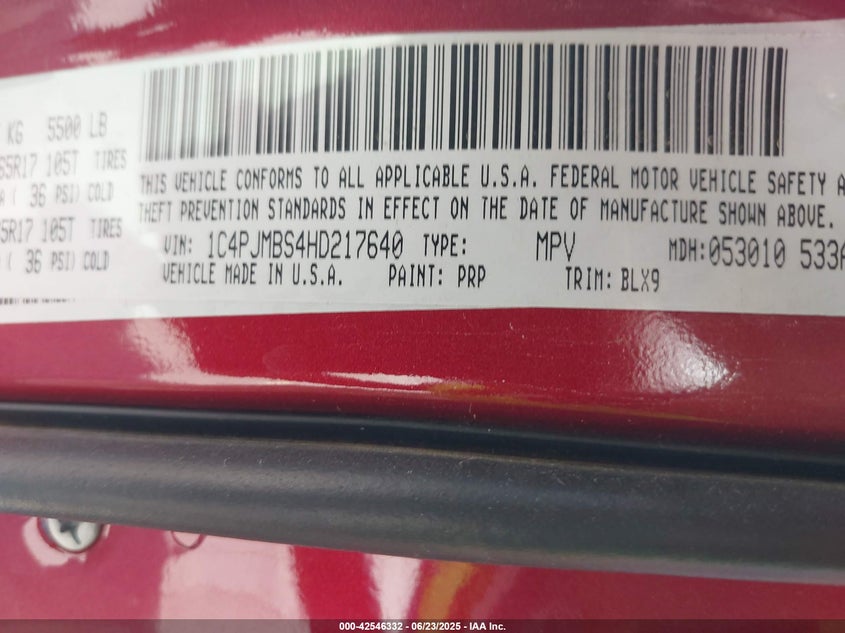 KG 5500 LB
65R17 105T TIRES
( 36 PSI) COLD
65R17 105T TIRES
( 36 PSI) COLD
THIS VEHICLE CONFORMS TO ALL APPLICABLE U.S.A. FEDERAL MOTOR VEHICLE SAFETY A
THEFT PREVENTION STANDARDS IN EFFECT ON THE DATE OF MANUFACTURE SHOWN ABOVE.
VIN: 1C4PJMBS4HD217640 TYPE: MPV MDH:053010 533A
VEHICLE MADE IN U.S.A. PAINT: PRP TRIM: BLX9
000-42546332 - 06/23/2025 - IAA Inc.